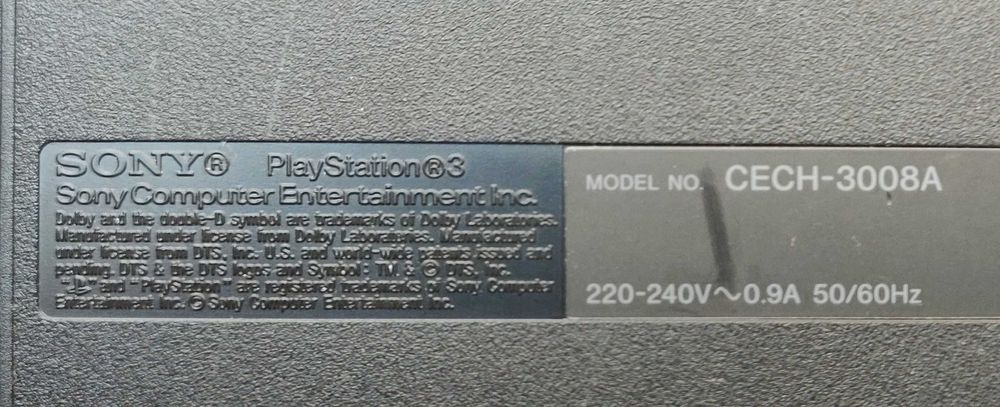 SONY® PlayStation®3
Sony Computer Entertainment Inc.
Dolby and the double-D symbol are trademarks of Dolby Laboratories.
Manufactured under license from Dolby Laboratories. Manufactured
under license from DTS, Inc. U.S. and world-wide patents issued and
pending. DTS & the DTS logos and Symbol : TM & © DTS, Inc.
" " and "PlayStation" are registered trademarks of Sony Computer
Entertainment Inc. © Sony Computer Entertainment Inc.
MODEL NO. CECH-3008A
220-240V～0.9A 50/60Hz